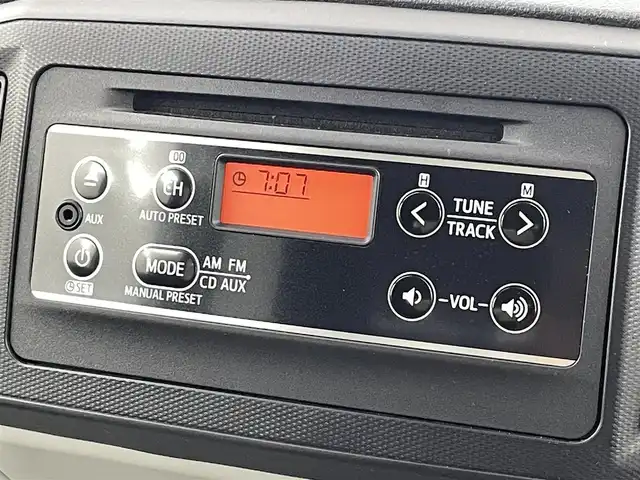 00
CH
AUTO PRESET
AUX
7:07
H
M
TUNE
TRACK
MODE
AM FM
CD AUX
MANUAL PRESET
SET
VOL